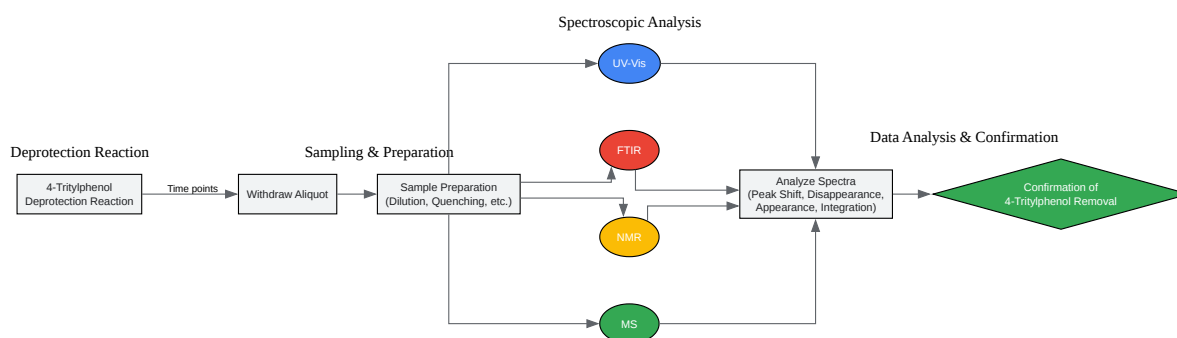 Spectroscopic Analysis
UV-Vis
Deprotection Reaction
Sampling & Preparation
Data Analysis & Confirmation
FTIR
4-Tritylphenol
Deprotection Reaction
Time points
Withdraw Aliquot
Sample Preparation
(Dilution, Quenching, etc.)
Analyze Spectra
(Peak Shift, Disappearance,
Appearance, Integration)
Confirmation of
4-Tritylphenol Removal
NMR
MS